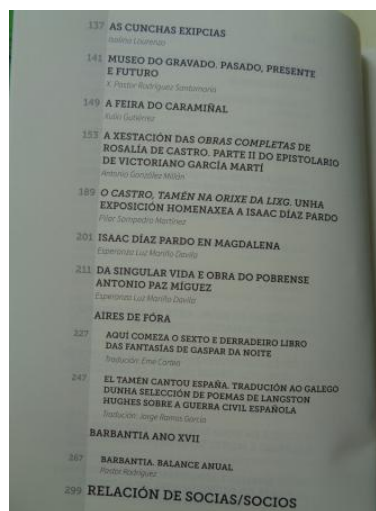 137 AS CUNCHAS EXIPCIAS
Isolina Lourenzo
141 MUSEO DO GRAVADO. PASADO, PRESENTE
E FUTURO
X. Pastor Rodríguez Santamaría
149 A FEIRA DO CARAMIÑAL
Xulio Gutiérrez
153 A XESTACIÓN DAS OBRAS COMPLETAS DE
ROSALÍA DE CASTRO. PARTE II DO EPISTOLARIO
DE VICTORIANO GARCÍA MARTÍ
Antonio González Millán
189 O CASTRO, TAMÉN NA ORIXE DA LIXG. UNHA
EXPOSICIÓN HOMENAXEA A ISAAC DÍAZ PARDO
Pilar Sampedro Martínez
201 ISAAC DÍAZ PARDO EN MAGDALENA
Esperanza Luz Mariño Davila
211 DA SINGULAR VIDA E OBRA DO POBRENSE
ANTONIO PAZ MÍGUEZ
Esperanza Luz Mariño Davila
AIRES DE FÓRA
227 AQUÍ COMEZA O SEXTO E DERRADEIRO LIBRO
DAS FANTASÍAS DE GASPAR DA NOITE
Tradución: Eme Cartea
247 EL TAMÉN CANTOU ESPAÑA. TRADUCIÓN AO GALEGO
DUNHA SELECCIÓN DE POEMAS DE LANGSTON
HUGHES SOBRE A GUERRA CIVIL ESPAÑOLA
Tradución: Jorge Ramos García
BARBANTIA ANO XVII
287 BARBANTIA. BALANCE ANUAL
Pastor Rodríguez
299 RELACIÓN DE SOCIAS/SOCIOS